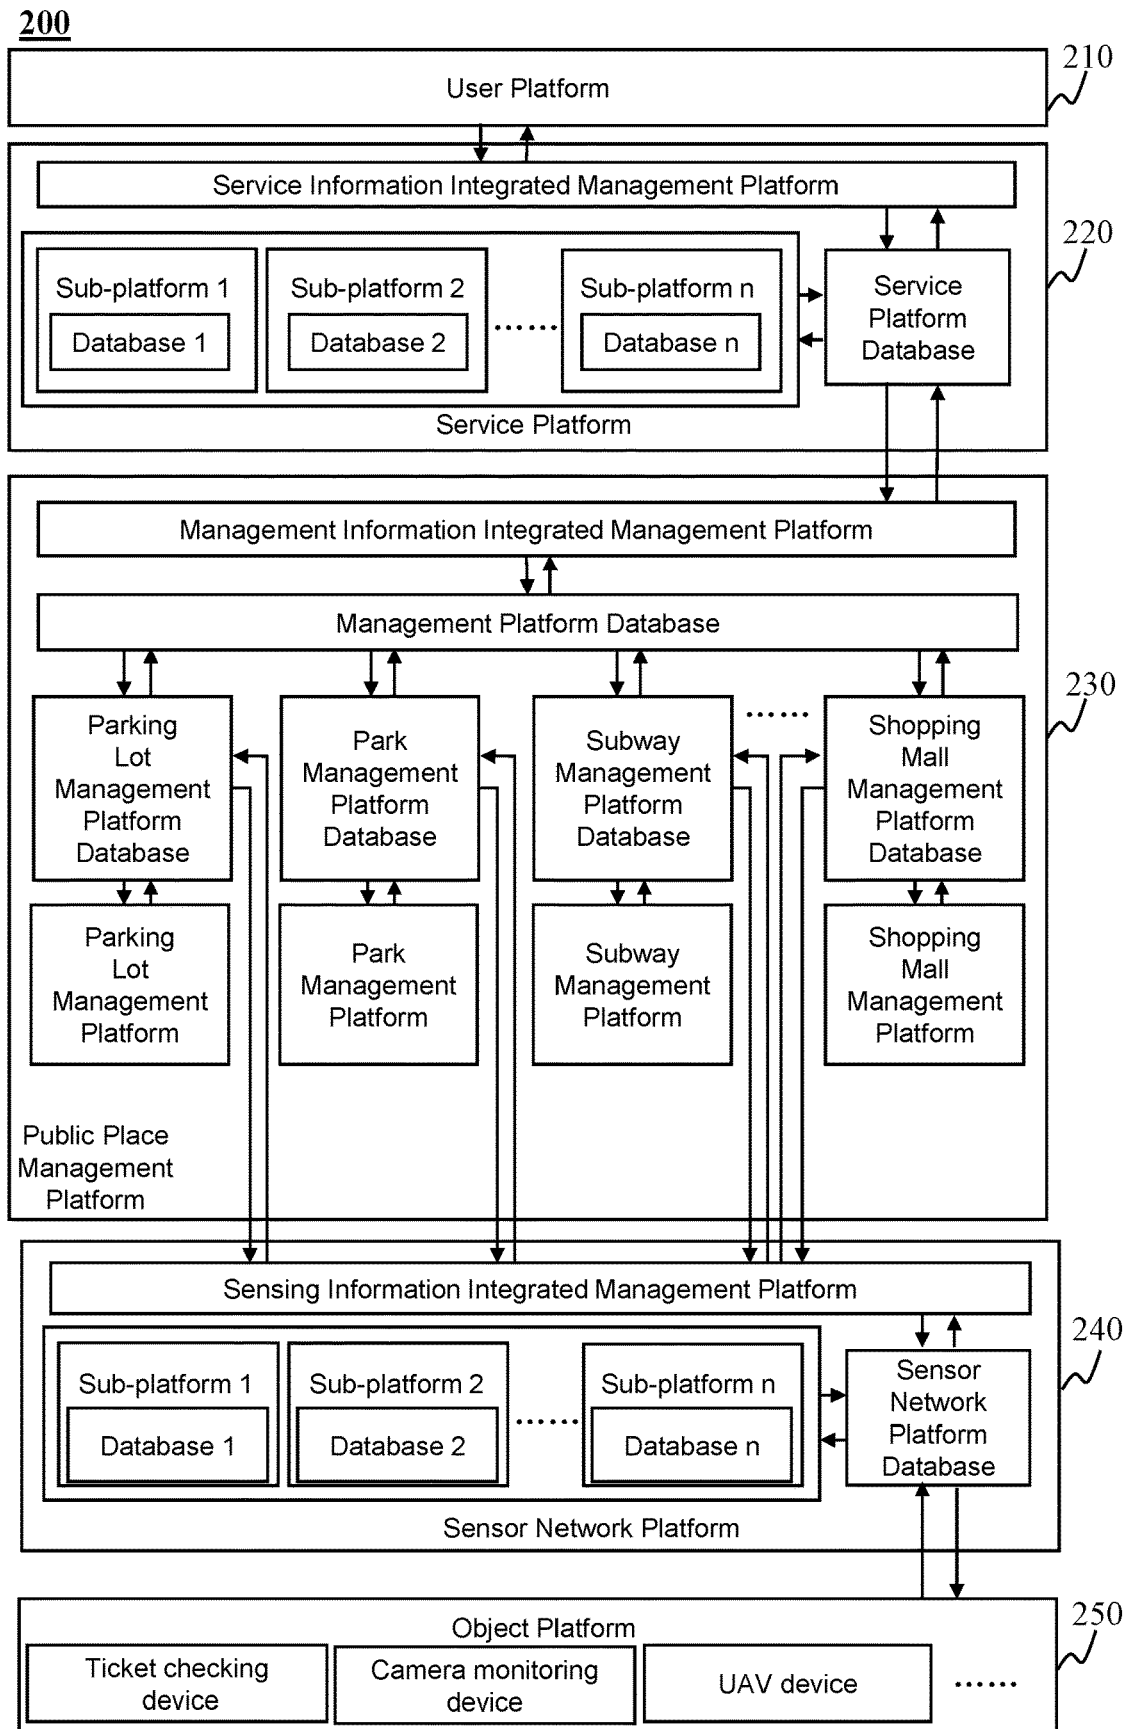 200
User Platform
210
Service Information Integrated Management Platform
220
Sub-platform 1
Database 1
Sub-platform 2
Database 2
......
Sub-platform n
Database n
Service
Platform
Database
Service Platform
Management Information Integrated Management Platform
Management Platform Database
230
Parking
Lot
Management
Platform
Database
Park
Management
Platform
Database
Subway
Management
Platform
Database
......
Shopping
Mall
Management
Platform
Database
Parking
Lot
Management
Platform
Park
Management
Platform
Subway
Management
Platform
Shopping
Mall
Management
Platform
Public Place
Management
Platform
Sensing Information Integrated Management Platform
240
Sub-platform 1
Database 1
Sub-platform 2
Database 2
......
Sub-platform n
Database n
Sensor
Network
Platform
Database
Sensor Network Platform
250
Object Platform
Ticket checking
device
Camera monitoring
device
UAV device
......